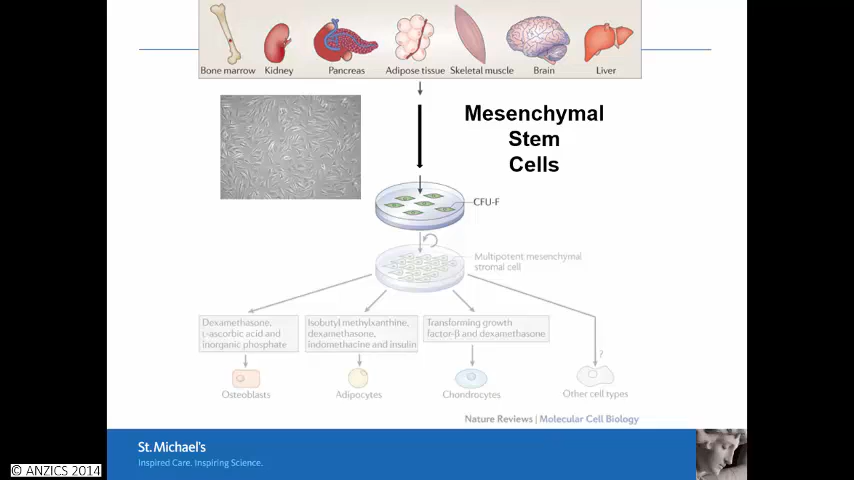 Bone marrow Kidney Pancreas Adipose tissue Skeletal muscle Brain Liver
Mesenchymal
Stem
Cells
CFU-F
Multipotent mesenchymal
stromal cell
Dexamethasone,
L-ascorbic acid and
inorganic phosphate
Isobutyl methylxanthine,
dexamethasone,
indomethacine and insulin
Transforming growth
factor-β and dexamethasone
?
Osteoblasts
Adipocytes
Chondrocytes
Other cell types
Nature Reviews | Molecular Cell Biology
St. Michael's
Inspired Care. Inspiring Science.
© ANZICS 2014